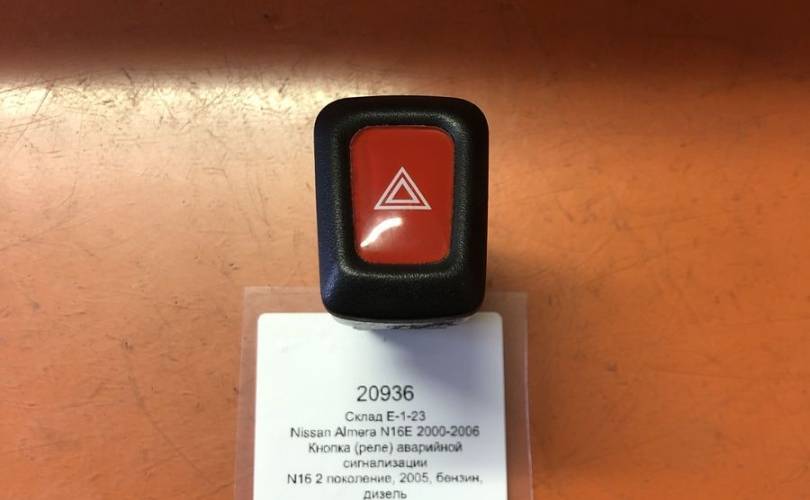 20936
Склад Е-1-23
Nissan Almera N16E 2000-2006
Кнопка (реле) аварийной
сигнализации
N16 2 поколение, 2005, бензин,
дизель